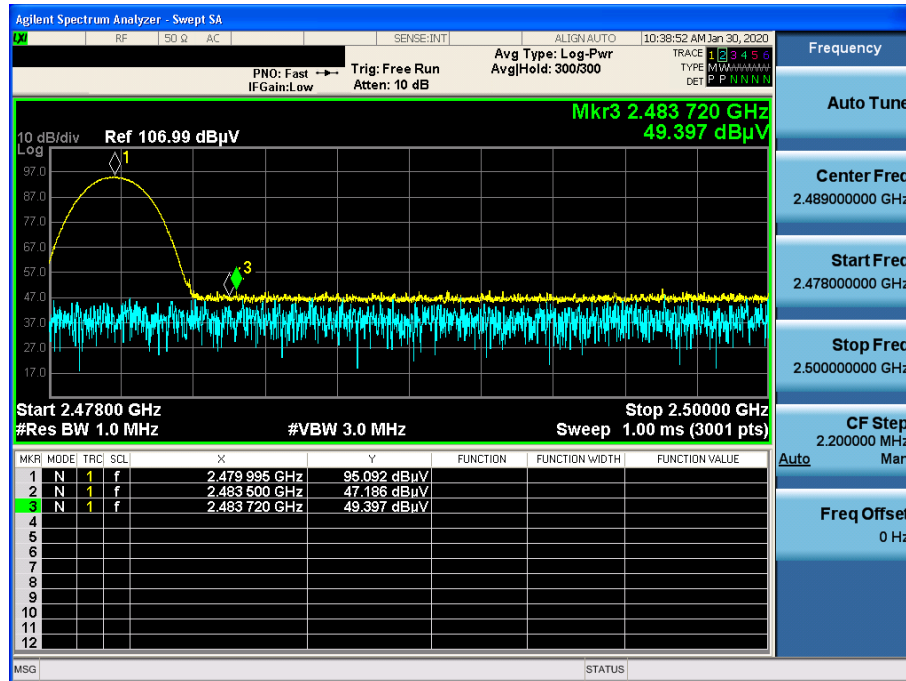 Agilent Spectrum Analyzer - Swept SA
LXI RF 50 Ω AC SENSE:INT ALIGN AUTO 10:38:52 AM Jan 30, 2020
PNO: Fast Trig: Free Run Avg Type: Log-Pwr TRACE 1 2 3 4 5 6
IFGain:Low Atten: 10 dB Avg|Hold: 300/300 TYPE M W W W W W
DET P P N N N N
Mkr3 2.483 720 GHz
49.397 dBµV
10 dB/div Ref 106.99 dBµV
Log
97.0
87.0
77.0
67.0
57.0
47.0
37.0
27.0
17.0
1
3
Start 2.47800 GHz Stop 2.50000 GHz
#Res BW 1.0 MHz #VBW 3.0 MHz Sweep 1.00 ms (3001 pts)
MKR MODE TRC SCL X Y FUNCTION FUNCTION WIDTH FUNCTION VALUE
1 N 1 f 2.479 995 GHz 95.092 dBµV
2 N 1 f 2.483 500 GHz 47.186 dBµV
3 N 1 f 2.483 720 GHz 49.397 dBµV
4
5
6
7
8
9
10
11
12
MSG STATUS
Frequency
Auto Tune
Center Freq
2.489000000 GHz
Start Freq
2.478000000 GHz
Stop Freq
2.500000000 GHz
CF Step
2.200000 MHz
Auto Man
Freq Offset
0 Hz